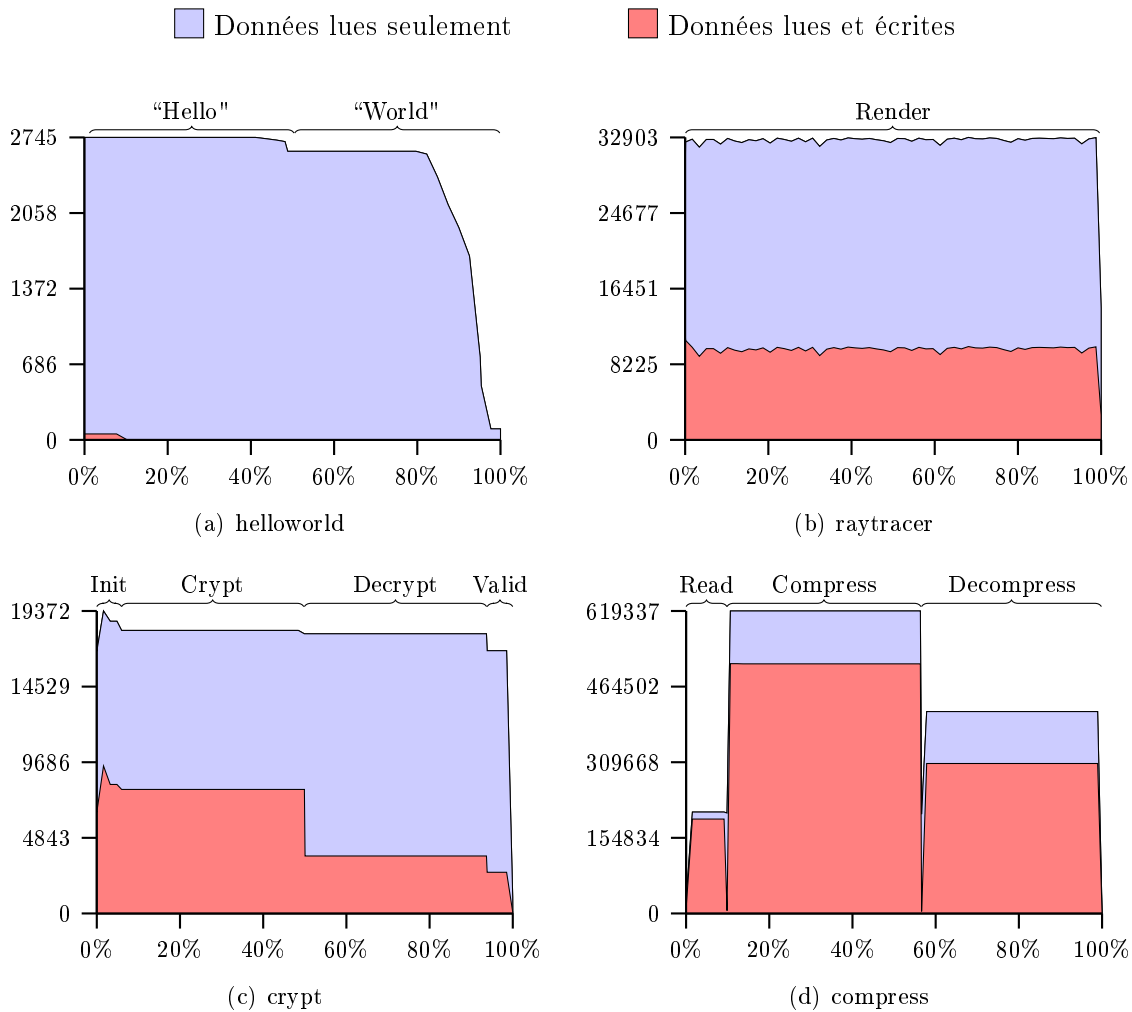 Données lues seulement
Données lues et écrites
“Hello"
“World"
2745
2058
1372
686
0
0%
20%
40%
60%
80%
100%
(a) helloworld
Render
32903
24677
16451
8225
0
0%
20%
40%
60%
80%
100%
(b) raytracer
Init
Crypt
Decrypt
Valid
19372
14529
9686
4843
0
0%
20%
40%
60%
80%
100%
(c) crypt
Read
Compress
Decompress
619337
464502
309668
154834
0
0%
20%
40%
60%
80%
100%
(d) compress